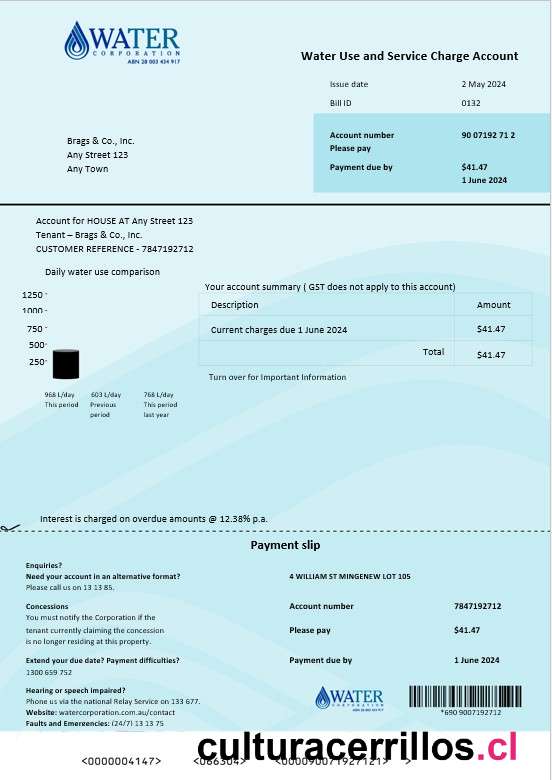 WATER
CORPORATION
ABN 28 003 434 917
Water Use and Service Charge Account
Issue date 2 May 2024
Bill ID 0132
Account number 90 07192 71 2
Please pay
Payment due by $41.47
1 June 2024
Brags & Co., Inc.
Any Street 123
Any Town
Account for HOUSE AT Any Street 123
Tenant – Brags & Co., Inc.
CUSTOMER REFERENCE - 7847192712
Daily water use comparison
1250
1000
750
500
250
968 L/day 603 L/day 768 L/day
This period Previous This period
period last year
Your account summary ( GST does not apply to this account)
Description Amount
Current charges due 1 June 2024 $41.47
Total $41.47
Turn over for Important Information
Interest is charged on overdue amounts @ 12.38% p.a.
Payment slip
Enquiries?
Need your account in an alternative format?
Please call us on 13 13 85.
Concessions
You must notify the Corporation if the
tenant currently claiming the concession
is no longer residing at this property.
Extend your due date? Payment difficulties?
1300 659 752
Hearing or speech impaired?
Phone us via the national Relay Service on 133 677.
Website: watercorporation.com.au/contact
Faults and Emerzencies: (24/7) 13 13 75
4 WILLIAM ST MINGENEW LOT 105
Account number 7847192712
Please pay $41.47
Payment due by 1 June 2024
WATER
CORPORATION
*690 9007192712
culturacerrillos.cl
<0000004147> <066304> <000090071927121> >